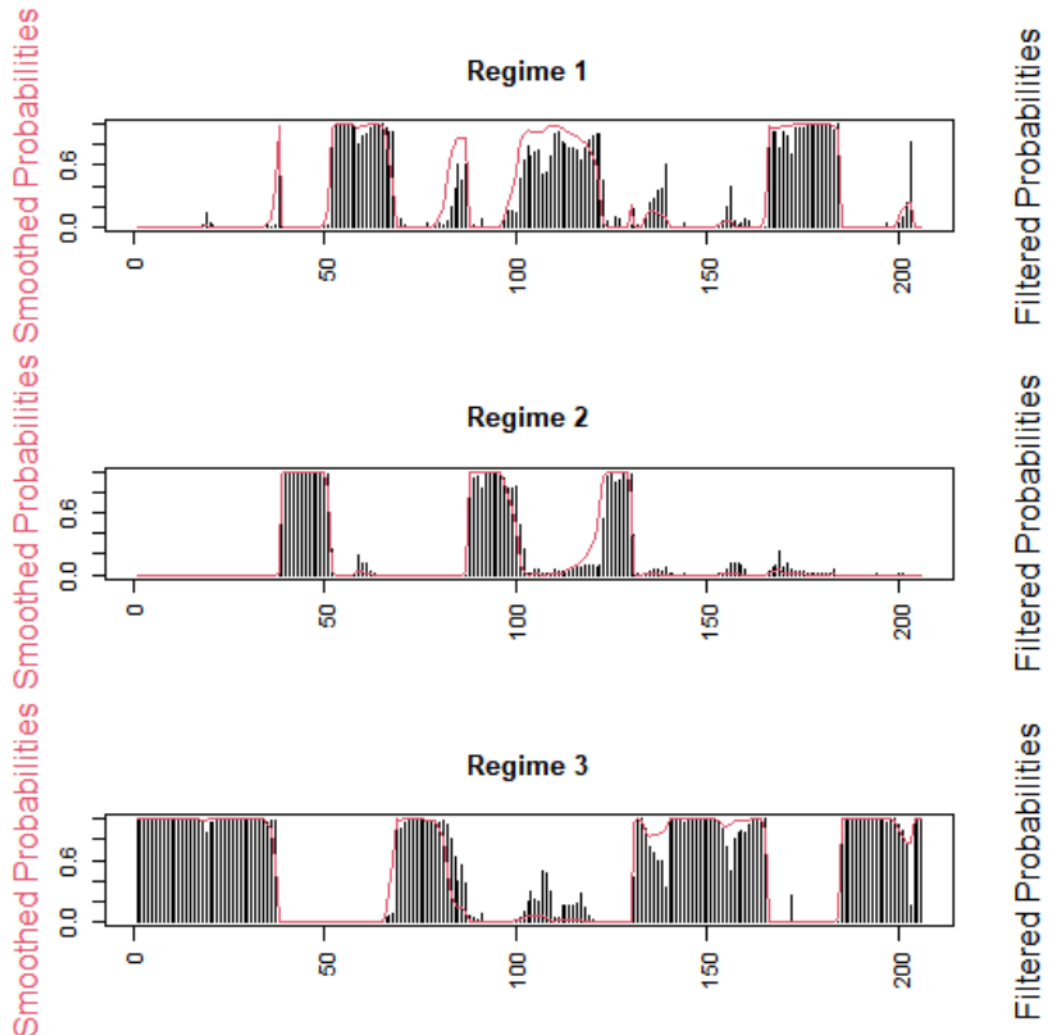 Smoothed Probabilities Smoothed Probabilities Smoothed Probabilities
Regime 1
0.0 0.6
0 50 100 150 200
Filtered Probabilities
Regime 2
0.0 0.6
0 50 100 150 200
Filtered Probabilities
Regime 3
0.0 0.6
0 50 100 150 200
Filtered Probabilities